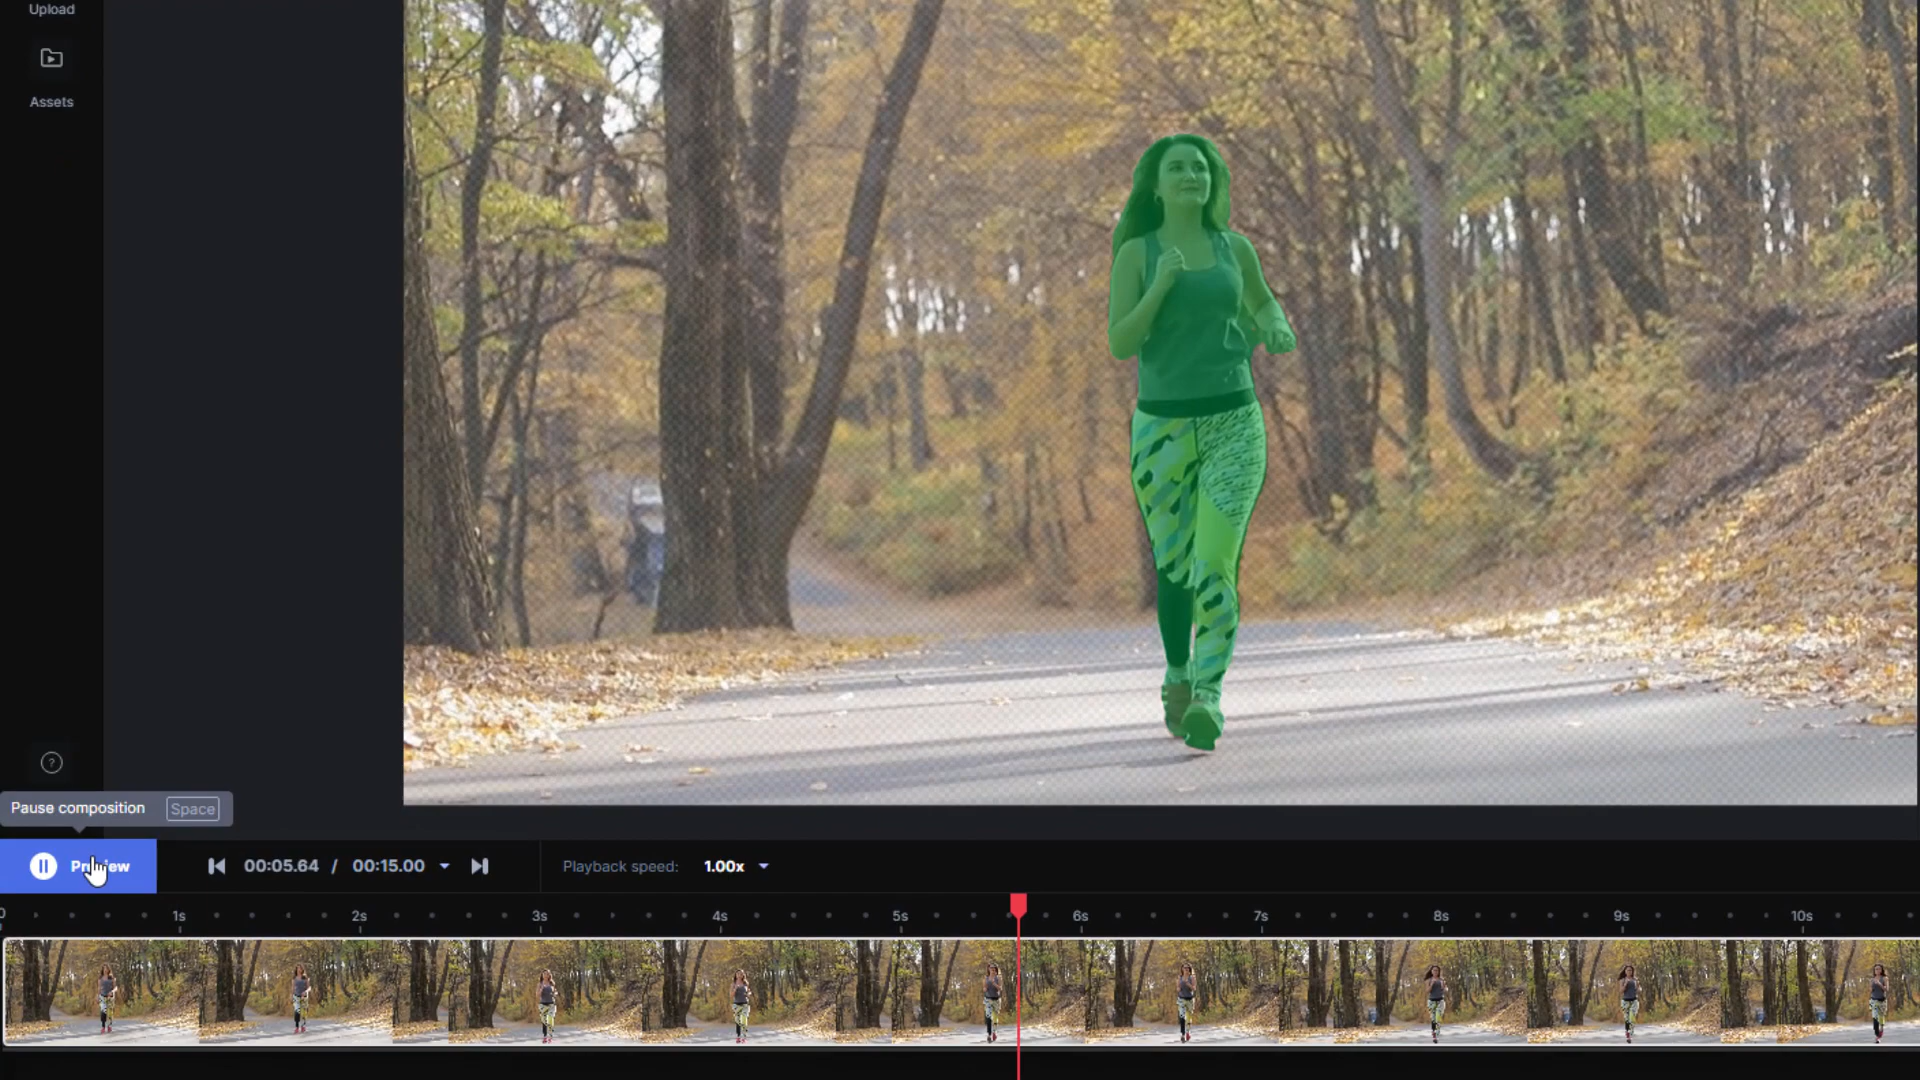 Upload
Assets
?
Pause composition Space
Preview 00:05.64 / 00:15.00 Playback speed: 1.00x
0 1s 2s 3s 4s 5s 6s 7s 8s 9s 10s